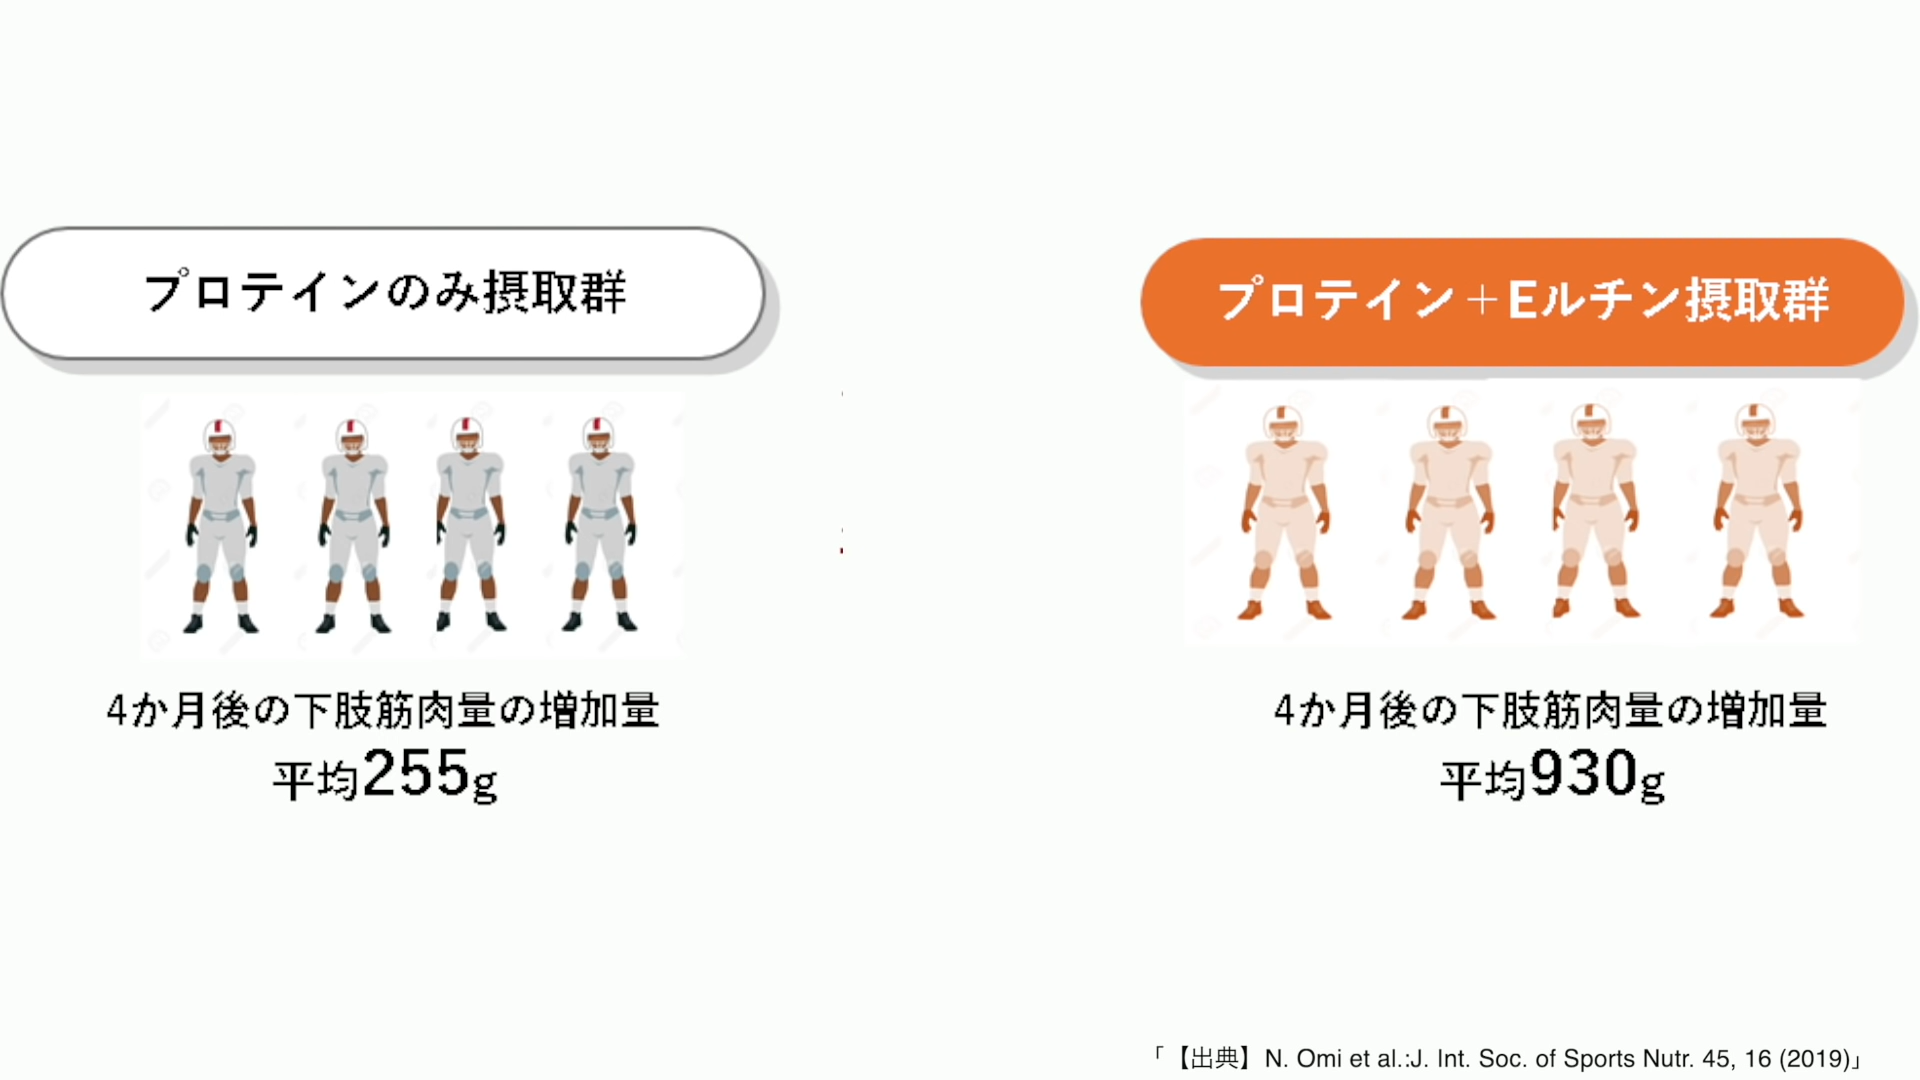 プロテインのみ摂取群
4か月後の下肢筋肉量の増加量
平均255g
プロテイン＋Eルチン摂取群
4か月後の下肢筋肉量の増加量
平均930g
「【出典】N. Omi et al.:J. Int. Soc. of Sports Nutr. 45, 16 (2019)」